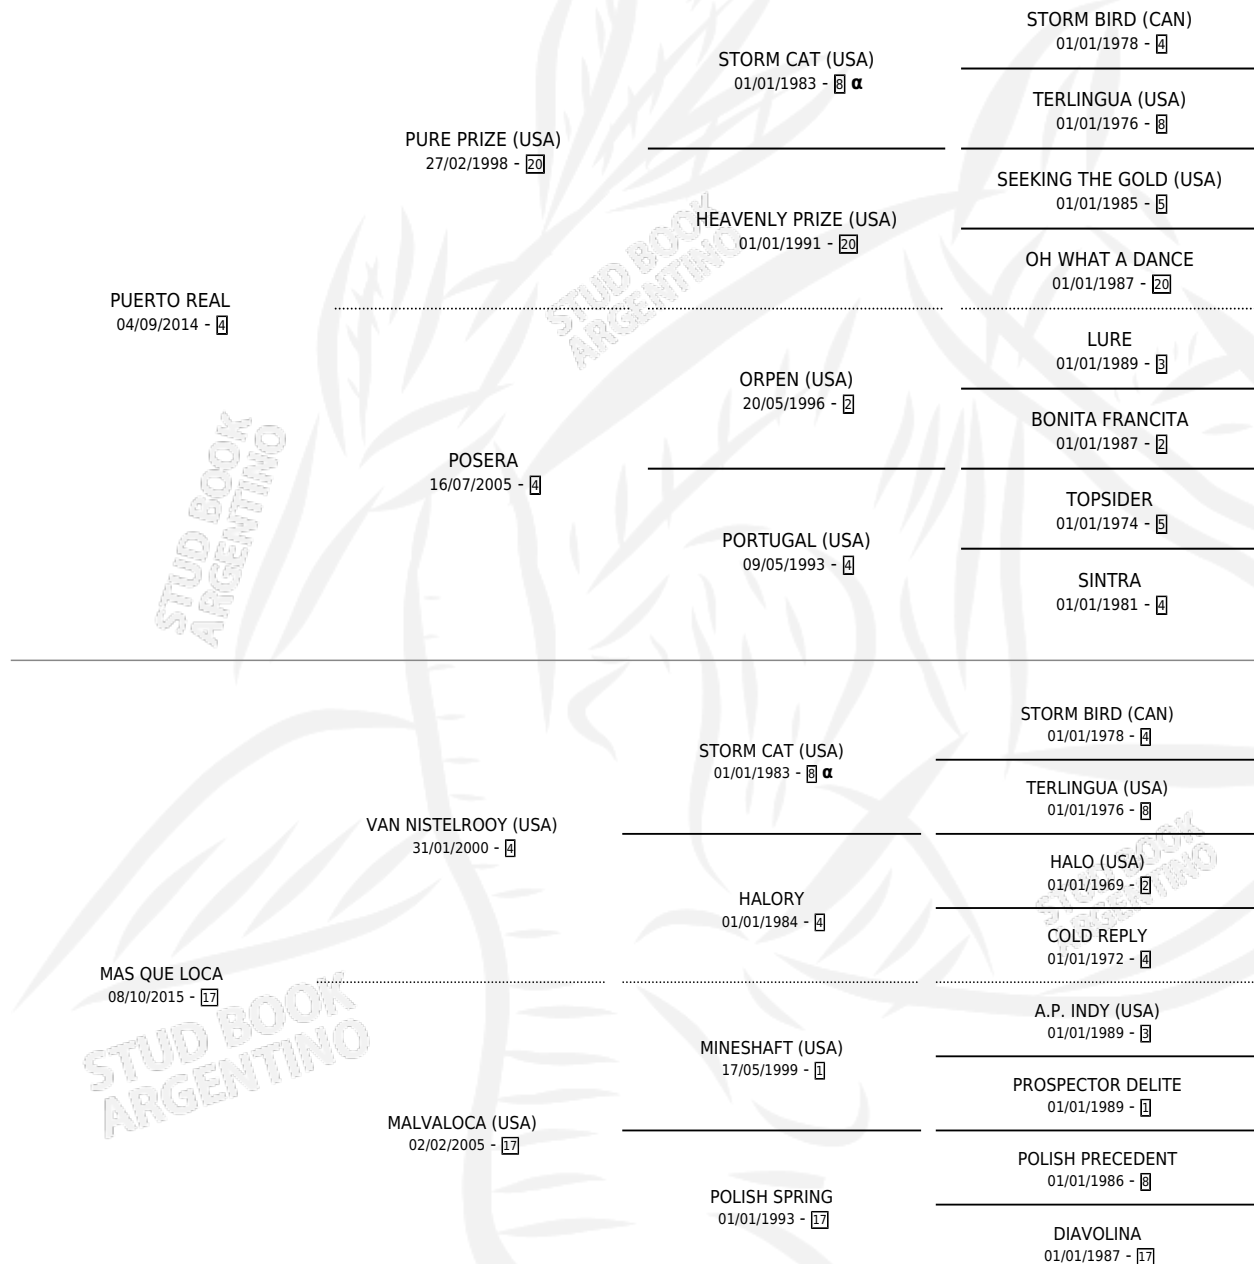 STORM BIRD (CAN)
01/01/1978 - 4
STORM CAT (USA)
01/01/1983 - 8 α
TERLINGUA (USA)
01/01/1976 - 8
PURE PRIZE (USA)
27/02/1998 - 20
SEEKING THE GOLD (USA)
01/01/1985 - 5
HEAVENLY PRIZE (USA)
01/01/1991 - 20
OH WHAT A DANCE
01/01/1987 - 20
PUERTO REAL
04/09/2014 - 4
LURE
01/01/1989 - 3
ORPEN (USA)
20/05/1996 - 2
BONITA FRANCITA
01/01/1987 - 2
POSERA
16/07/2005 - 4
TOPSIDER
01/01/1974 - 5
PORTUGAL (USA)
09/05/1993 - 4
SINTRA
01/01/1981 - 4
STUD BOOK
ARGENTINO
STUD BOOK
ARGENTINO
STORM BIRD (CAN)
01/01/1978 - 4
STORM CAT (USA)
01/01/1983 - 8 α
TERLINGUA (USA)
01/01/1976 - 8
VAN NISTELROOY (USA)
31/01/2000 - 4
HALO (USA)
01/01/1969 - 2
HALORY
01/01/1984 - 4
COLD REPLY
01/01/1972 - 4
MAS QUE LOCA
08/10/2015 - 17
A.P. INDY (USA)
01/01/1989 - 3
MINESHAFT (USA)
17/05/1999 - 1
PROSPECTOR DELITE
01/01/1989 - 1
MALVALOCA (USA)
02/02/2005 - 17
POLISH PRECEDENT
01/01/1986 - 8
POLISH SPRING
01/01/1993 - 17
DIAVOLINA
01/01/1987 - 17
STUD BOOK
ARGENTINO
STUD BOOK
ARGENTINO